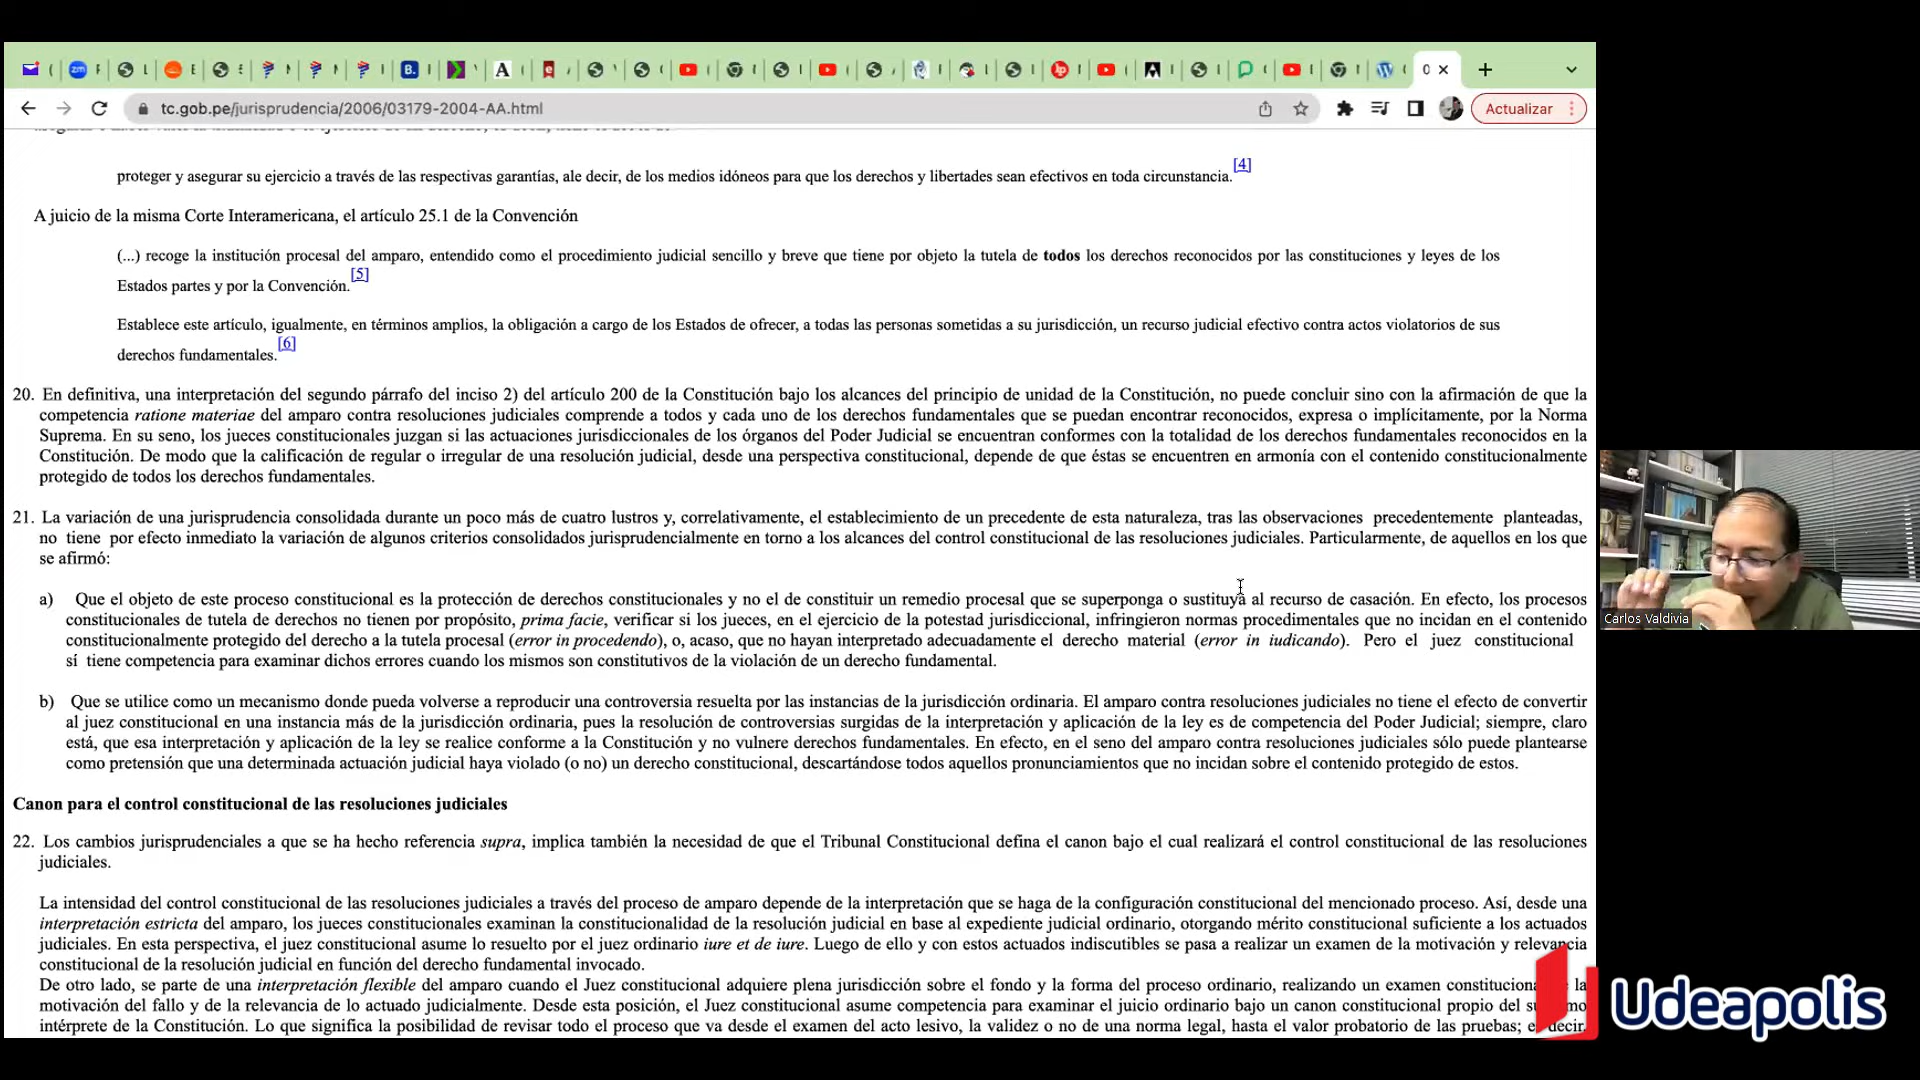 Actualizar
tc.gob.pe/jurisprudencia/2006/03179-2004-AA.html
proteger y asegurar su ejercicio a través de las respectivas garantías, ale decir, de los medios idóneos para que los derechos y libertades sean efectivos en toda circunstancia.[4]
A juicio de la misma Corte Interamericana, el artículo 25.1 de la Convención
(...) recoge la institución procesal del amparo, entendido como el procedimiento judicial sencillo y breve que tiene por objeto la tutela de todos los derechos reconocidos por las constituciones y leyes de los
Estados partes y por la Convención.[5]
Establece este artículo, igualmente, en términos amplios, la obligación a cargo de los Estados de ofrecer, a todas las personas sometidas a su jurisdicción, un recurso judicial efectivo contra actos violatorios de sus
derechos fundamentales.[6]
20. En definitiva, una interpretación del segundo párrafo del inciso 2) del artículo 200 de la Constitución bajo los alcances del principio de unidad de la Constitución, no puede concluir sino con la afirmación de que la
competencia ratione materiae del amparo contra resoluciones judiciales comprende a todos y cada uno de los derechos fundamentales que se puedan encontrar reconocidos, expresa o implícitamente, por la Norma
Suprema. En su seno, los jueces constitucionales juzgan si las actuaciones jurisdiccionales de los órganos del Poder Judicial se encuentran conformes con la totalidad de los derechos fundamentales reconocidos en la
Constitución. De modo que la calificación de regular o irregular de una resolución judicial, desde una perspectiva constitucional, depende de que éstas se encuentren en armonía con el contenido constitucionalmente
protegido de todos los derechos fundamentales.
21. La variación de una jurisprudencia consolidada durante un poco más de cuatro lustros y, correlativamente, el establecimiento de un precedente de esta naturaleza, tras las observaciones precedentemente planteadas,
no tiene por efecto inmediato la variación de algunos criterios consolidados jurisprudencialmente en torno a los alcances del control constitucional de las resoluciones judiciales. Particularmente, de aquellos en los que
se afirmó:
a) Que el objeto de este proceso constitucional es la protección de derechos constitucionales y no el de constituir un remedio procesal que se superponga o sustituya al recurso de casación. En efecto, los procesos
constitucionales de tutela de derechos no tienen por propósito, prima facie, verificar si los jueces, en el ejercicio de la potestad jurisdiccional, infringieron normas procedimentales que no incidan en el contenido
constitucionalmente protegido del derecho a la tutela procesal (error in procedendo), o, acaso, que no hayan interpretado adecuadamente el derecho material (error in iudicando). Pero el juez constitucional
sí tiene competencia para examinar dichos errores cuando los mismos son constitutivos de la violación de un derecho fundamental.
b) Que se utilice como un mecanismo donde pueda volverse a reproducir una controversia resuelta por las instancias de la jurisdicción ordinaria. El amparo contra resoluciones judiciales no tiene el efecto de convertir
al juez constitucional en una instancia más de la jurisdicción ordinaria, pues la resolución de controversias surgidas de la interpretación y aplicación de la ley es de competencia del Poder Judicial; siempre, claro
está, que esa interpretación y aplicación de la ley se realice conforme a la Constitución y no vulnere derechos fundamentales. En efecto, en el seno del amparo contra resoluciones judiciales sólo puede plantearse
como pretensión que una determinada actuación judicial haya violado (o no) un derecho constitucional, descartándose todos aquellos pronunciamientos que no incidan sobre el contenido protegido de estos.
Canon para el control constitucional de las resoluciones judiciales
22. Los cambios jurisprudenciales a que se ha hecho referencia supra, implica también la necesidad de que el Tribunal Constitucional defina el canon bajo el cual realizará el control constitucional de las resoluciones
judiciales.
La intensidad del control constitucional de las resoluciones judiciales a través del proceso de amparo depende de la interpretación que se haga de la configuración constitucional del mencionado proceso. Así, desde una
interpretación estricta del amparo, los jueces constitucionales examinan la constitucionalidad de la resolución judicial en base al expediente judicial ordinario, otorgando mérito constitucional suficiente a los actuados
judiciales. En esta perspectiva, el juez constitucional asume lo resuelto por el juez ordinario iure et de iure. Luego de ello y con estos actuados indiscutibles se pasa a realizar un examen de la motivación y relevancia
constitucional de la resolución judicial en función del derecho fundamental invocado.
De otro lado, se parte de una interpretación flexible del amparo cuando el Juez constitucional adquiere plena jurisdicción sobre el fondo y la forma del proceso ordinario, realizando un examen constitucional la
motivación del fallo y de la relevancia de lo actuado judicialmente. Desde esta posición, el Juez constitucional asume competencia para examinar el juicio ordinario bajo un canon constitucional propio del
intérprete de la Constitución. Lo que significa la posibilidad de revisar todo el proceso que va desde el examen del acto lesivo, la validez o no de una norma legal, hasta el valor probatorio de las pruebas; decir,
Carlos Valdivia
Udeapolis